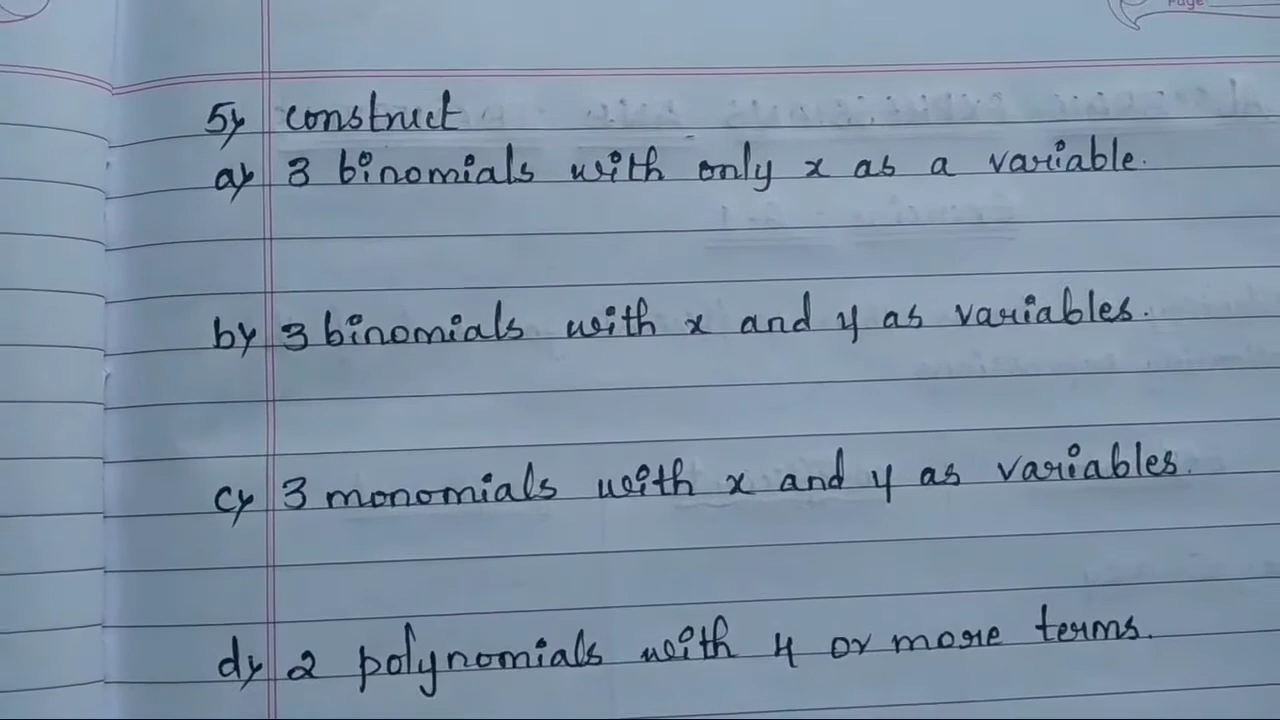 Page
5) construct
a) 3 binomials with only x as a variable.
b) 3 binomials with x and y as variables.
c) 3 monomials with x and y as variables.
d) 2 polynomials with 4 or more terms.